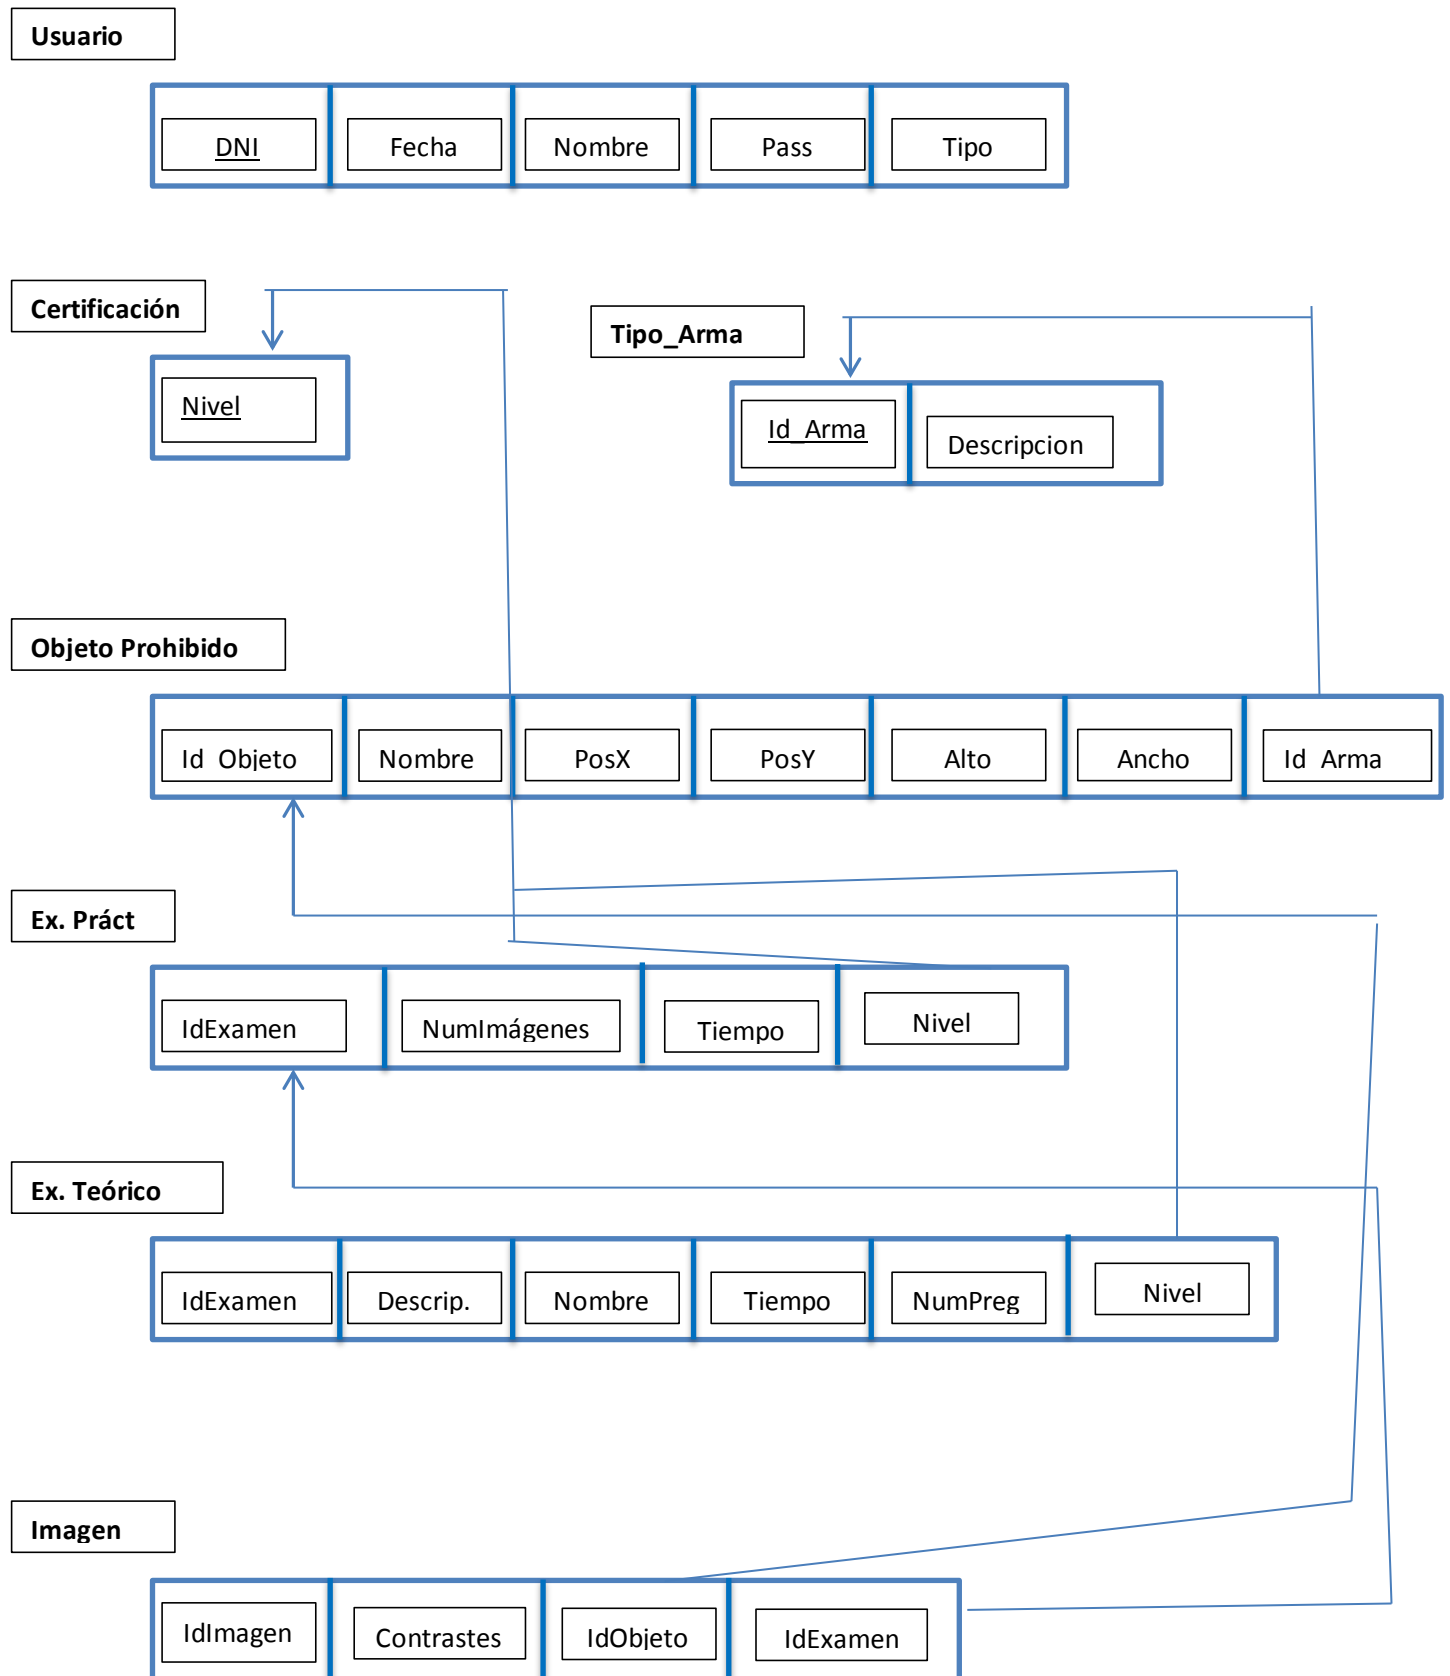 Usuario
DNI Fecha Nombre Pass Tipo
Certificación
Tipo_Arma
Nivel
Id_Arma Descripcion
Objeto Prohibido
Id_Objeto Nombre PosX PosY Alto Ancho Id_Arma
Ex. Práct
IdExamen NumImágenes Tiempo Nivel
Ex. Teórico
IdExamen Descrip. Nombre Tiempo NumPreg Nivel
Imagen
IdImagen Contrastes IdObjeto IdExamen